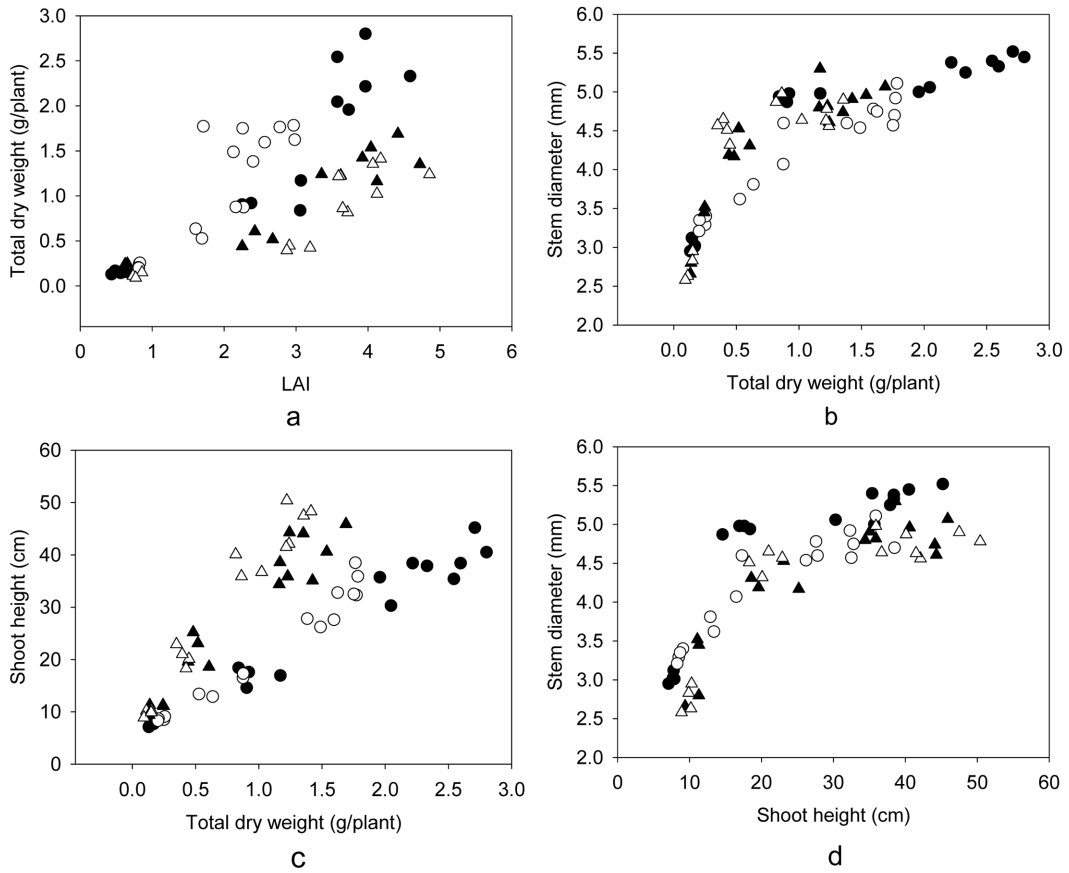 3.0
2.5
2.0
1.5
1.0
0.5
0.0
Total dry weight (g/plant)
0 1 2 3 4 5 6
LAI
a
6.0
5.5
5.0
4.5
4.0
3.5
3.0
2.5
2.0
Stem diameter (mm)
0.0 0.5 1.0 1.5 2.0 2.5 3.0
Total dry weight (g/plant)
b
60
50
40
30
20
10
0
Shoot height (cm)
0.0 0.5 1.0 1.5 2.0 2.5 3.0
Total dry weight (g/plant)
c
6.0
5.5
5.0
4.5
4.0
3.5
3.0
2.5
2.0
Stem diameter (mm)
0 10 20 30 40 50 60
Shoot height (cm)
d